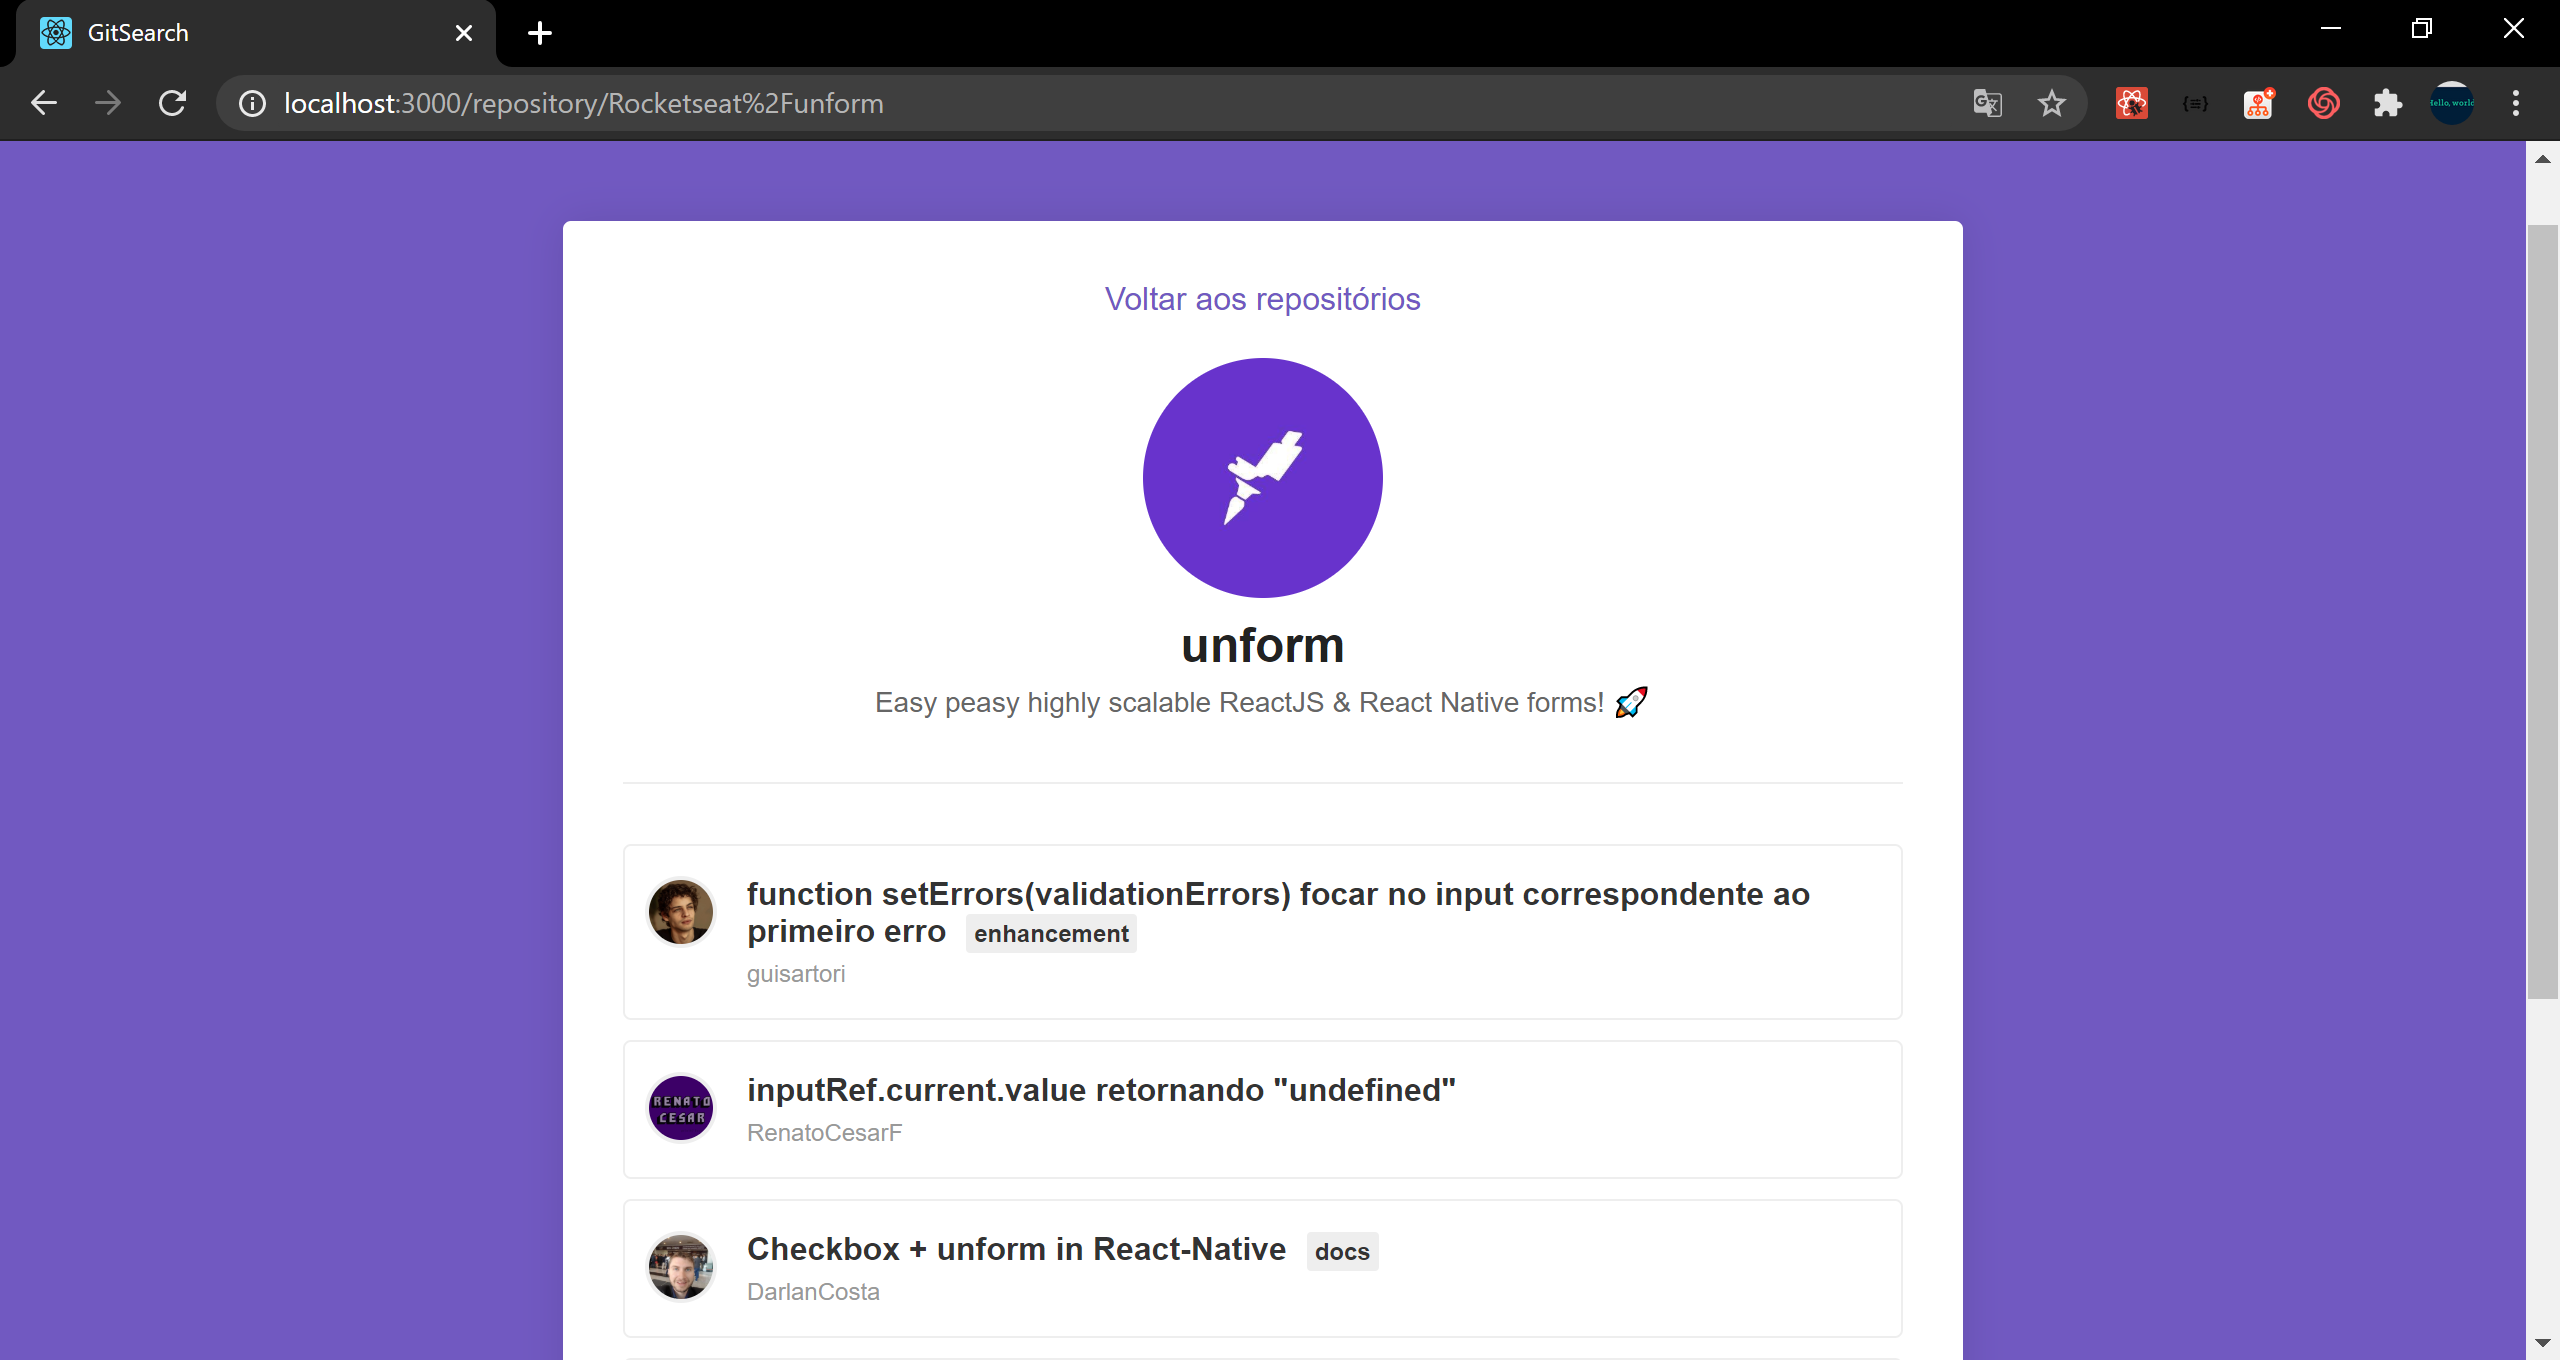 GitSearch
localhost:3000/repository/Rocketseat%2Funform
Hello, world
Voltar aos repositórios
unform
Easy peasy highly scalable ReactJS & React Native forms! 🚀
function setErrors(validationErrors) focar no input correspondente ao
primeiro erro enhancement
guisartori
RENATO
CESAR
inputRef.current.value retornando "undefined"
RenatoCesarF
Checkbox + unform in React-Native docs
DarlanCosta